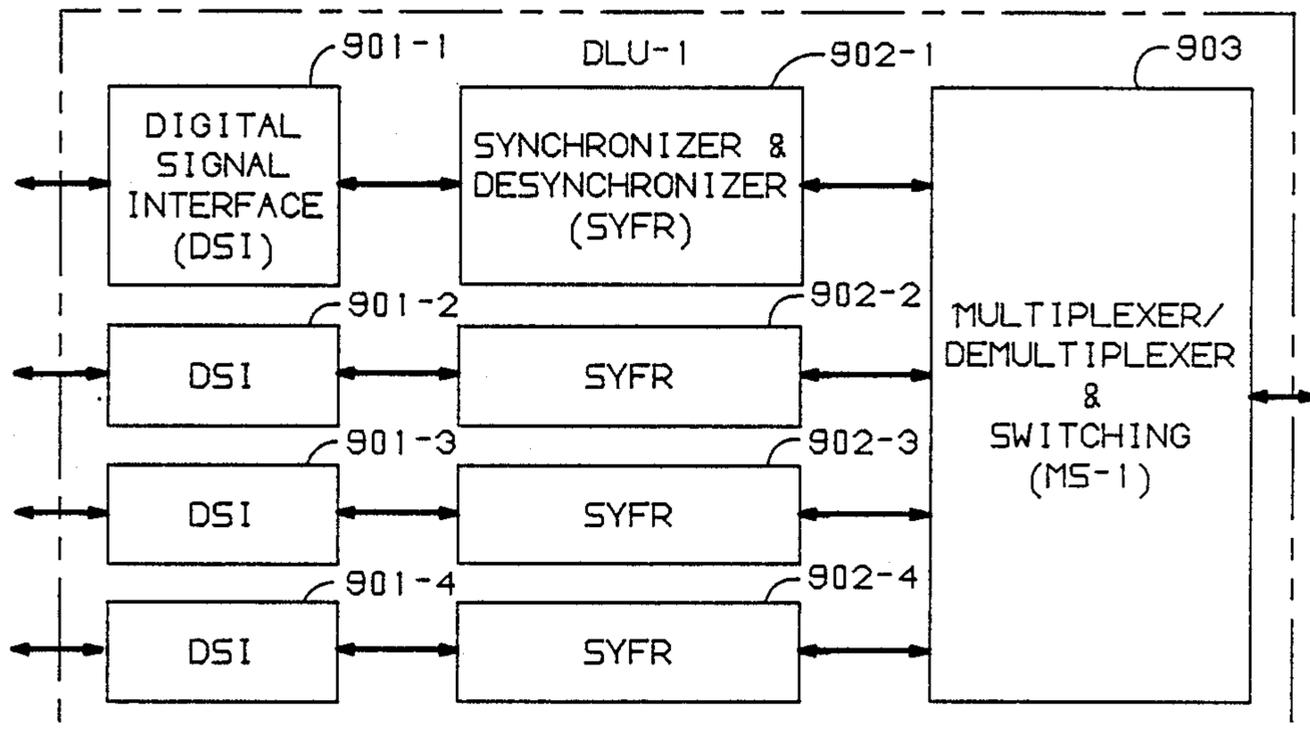 901-1
DLU-1
902-1
903
DIGITAL
SIGNAL
INTERFACE
(DSI)
SYNCHRONIZER &
DESYNCHRONIZER
(SYFR)
901-2
902-2
DSI
SYFR
MULTIPLEXER/
DEMULTIPLEXER
&
SWITCHING
(MS-1)
901-3
902-3
DSI
SYFR
901-4
902-4
DSI
SYFR